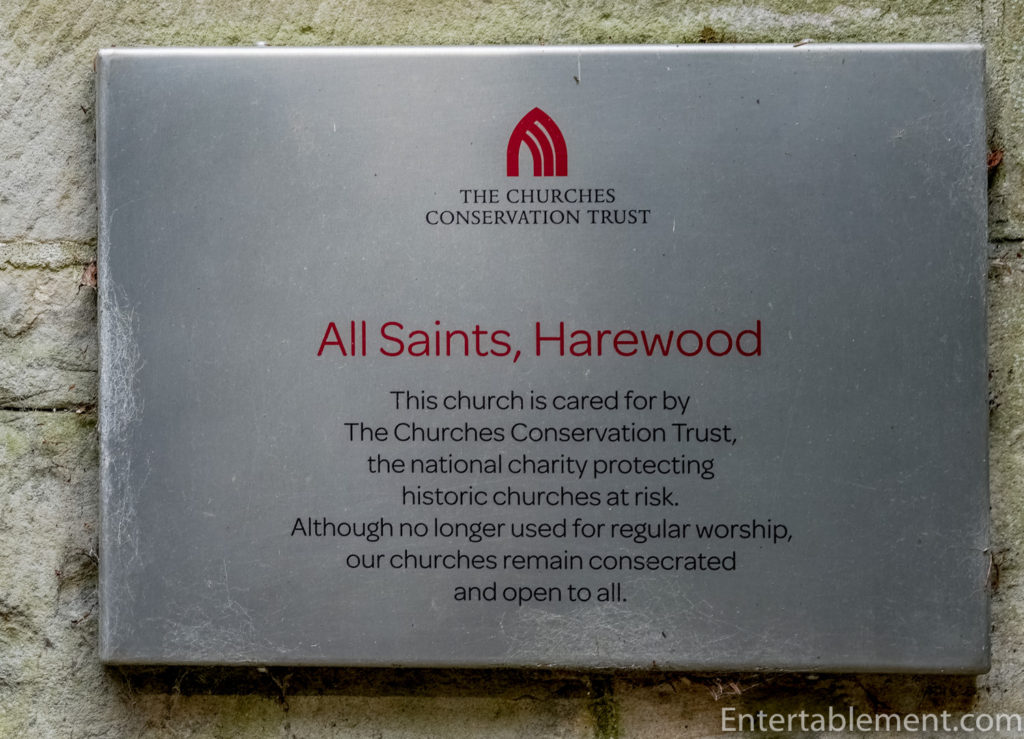 THE CHURCHES
CONSERVATION TRUST
All Saints, Harewood
This church is cared for by
The Churches Conservation Trust,
the national charity protecting
historic churches at risk.
Although no longer used for regular worship,
our churches remain consecrated
and open to all.
Entertablement.com